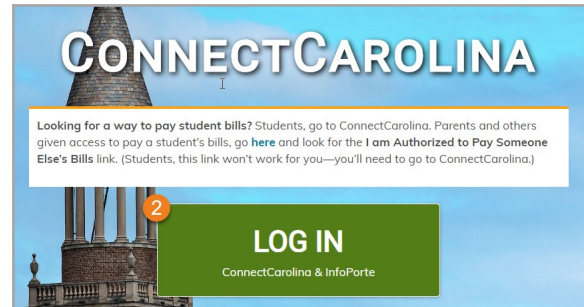 CONNECTCAROLINA
Looking for a way to pay student bills? Students, go to ConnectCarolina. Parents and others
given access to pay a student's bills, go here and look for the I am Authorized to Pay Someone
Else's Bills link. (Students, this link won't work for you—you'll need to go to ConnectCarolina.)
2
LOG IN
ConnectCarolina & InfoPorte